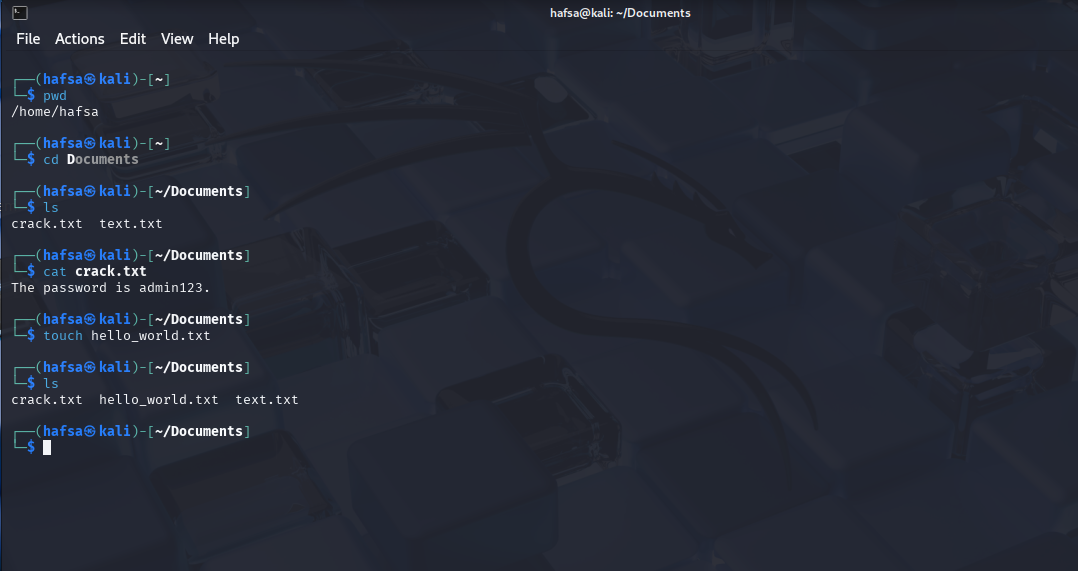 hafsa@kali: ~/Documents
File Actions Edit View Help
┌──(hafsa㉿kali)-[~]
└─$ pwd
/home/hafsa
┌──(hafsa㉿kali)-[~]
└─$ cd Documents
┌──(hafsa㉿kali)-[~/Documents]
└─$ ls
crack.txt  text.txt
┌──(hafsa㉿kali)-[~/Documents]
└─$ cat crack.txt
The password is admin123.
┌──(hafsa㉿kali)-[~/Documents]
└─$ touch hello_world.txt
┌──(hafsa㉿kali)-[~/Documents]
└─$ ls
crack.txt  hello_world.txt  text.txt
┌──(hafsa㉿kali)-[~/Documents]
└─$